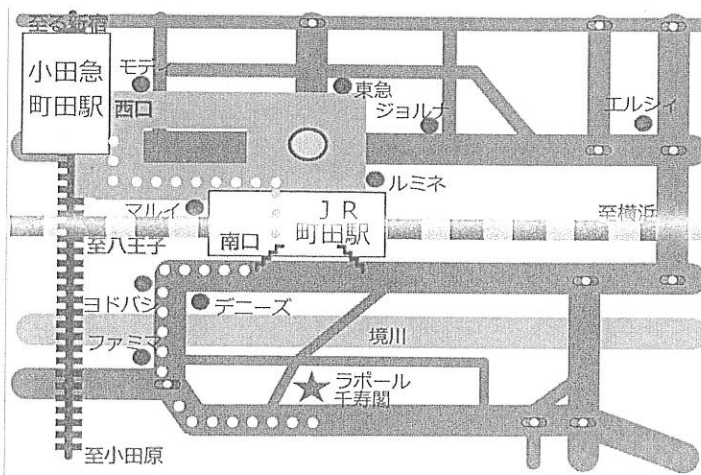 至る新宿
小田急
町田駅
モディ
西口
東急
ジョルナ
エルシィ
ルミネ
マルイ
JR
町田駅
南口
至横浜
至八王子
ヨドバシ
デニーズ
境川
ファミマ
ラポール
千寿閣
至小田原